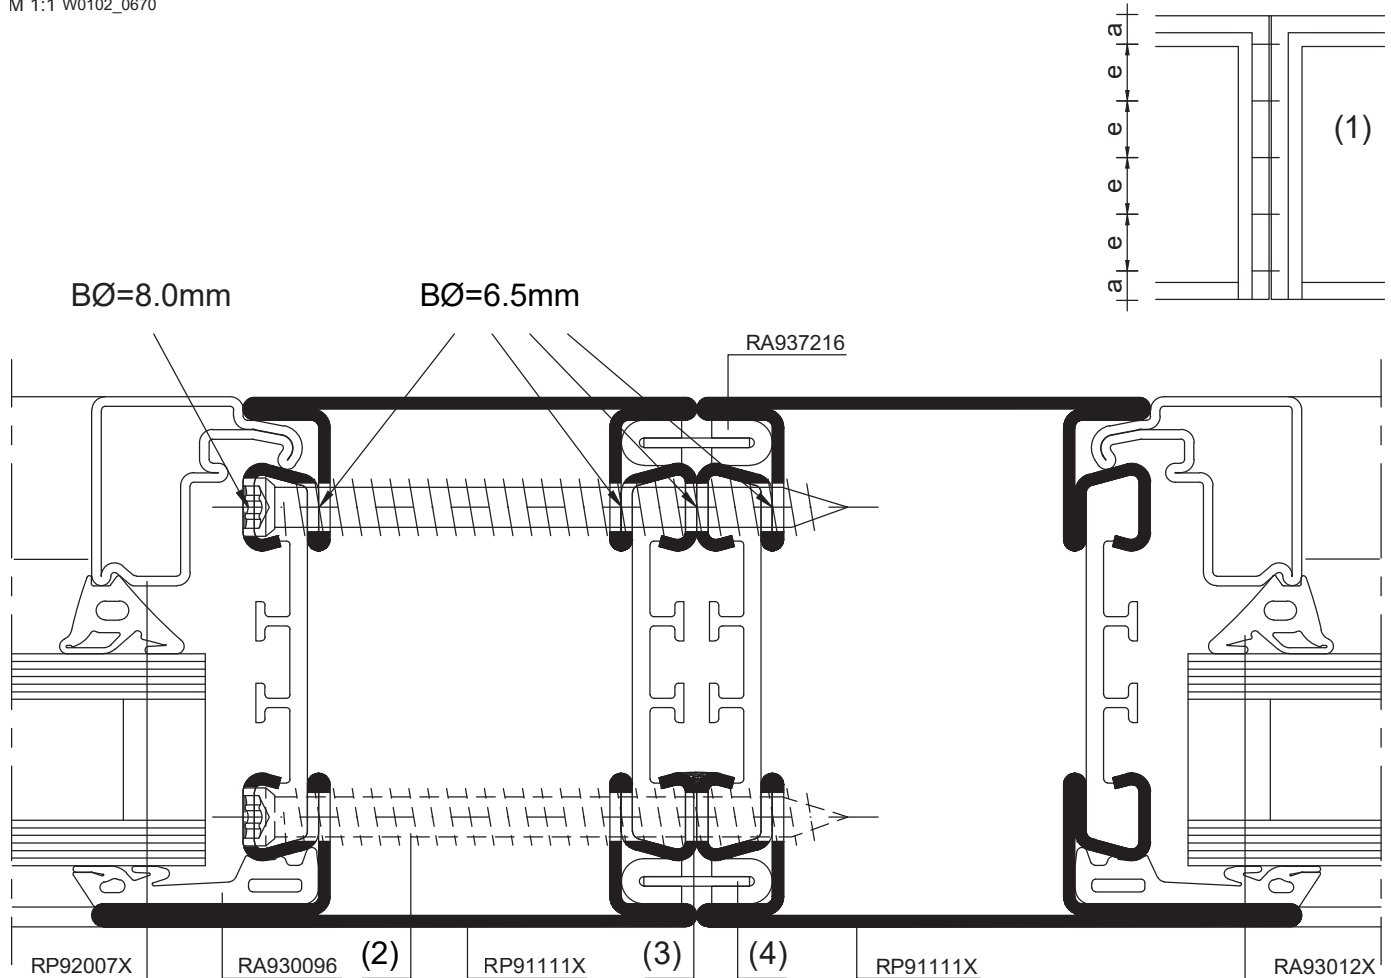 M 1:1 W0102_0670
a
e
e
e
e
a
(1)
BØ=8.0mm
BØ=6.5mm
RA937216
RP92007X
RA930096
(2)
RP91111X
(3)
(4)
RP91111X
RA93012X